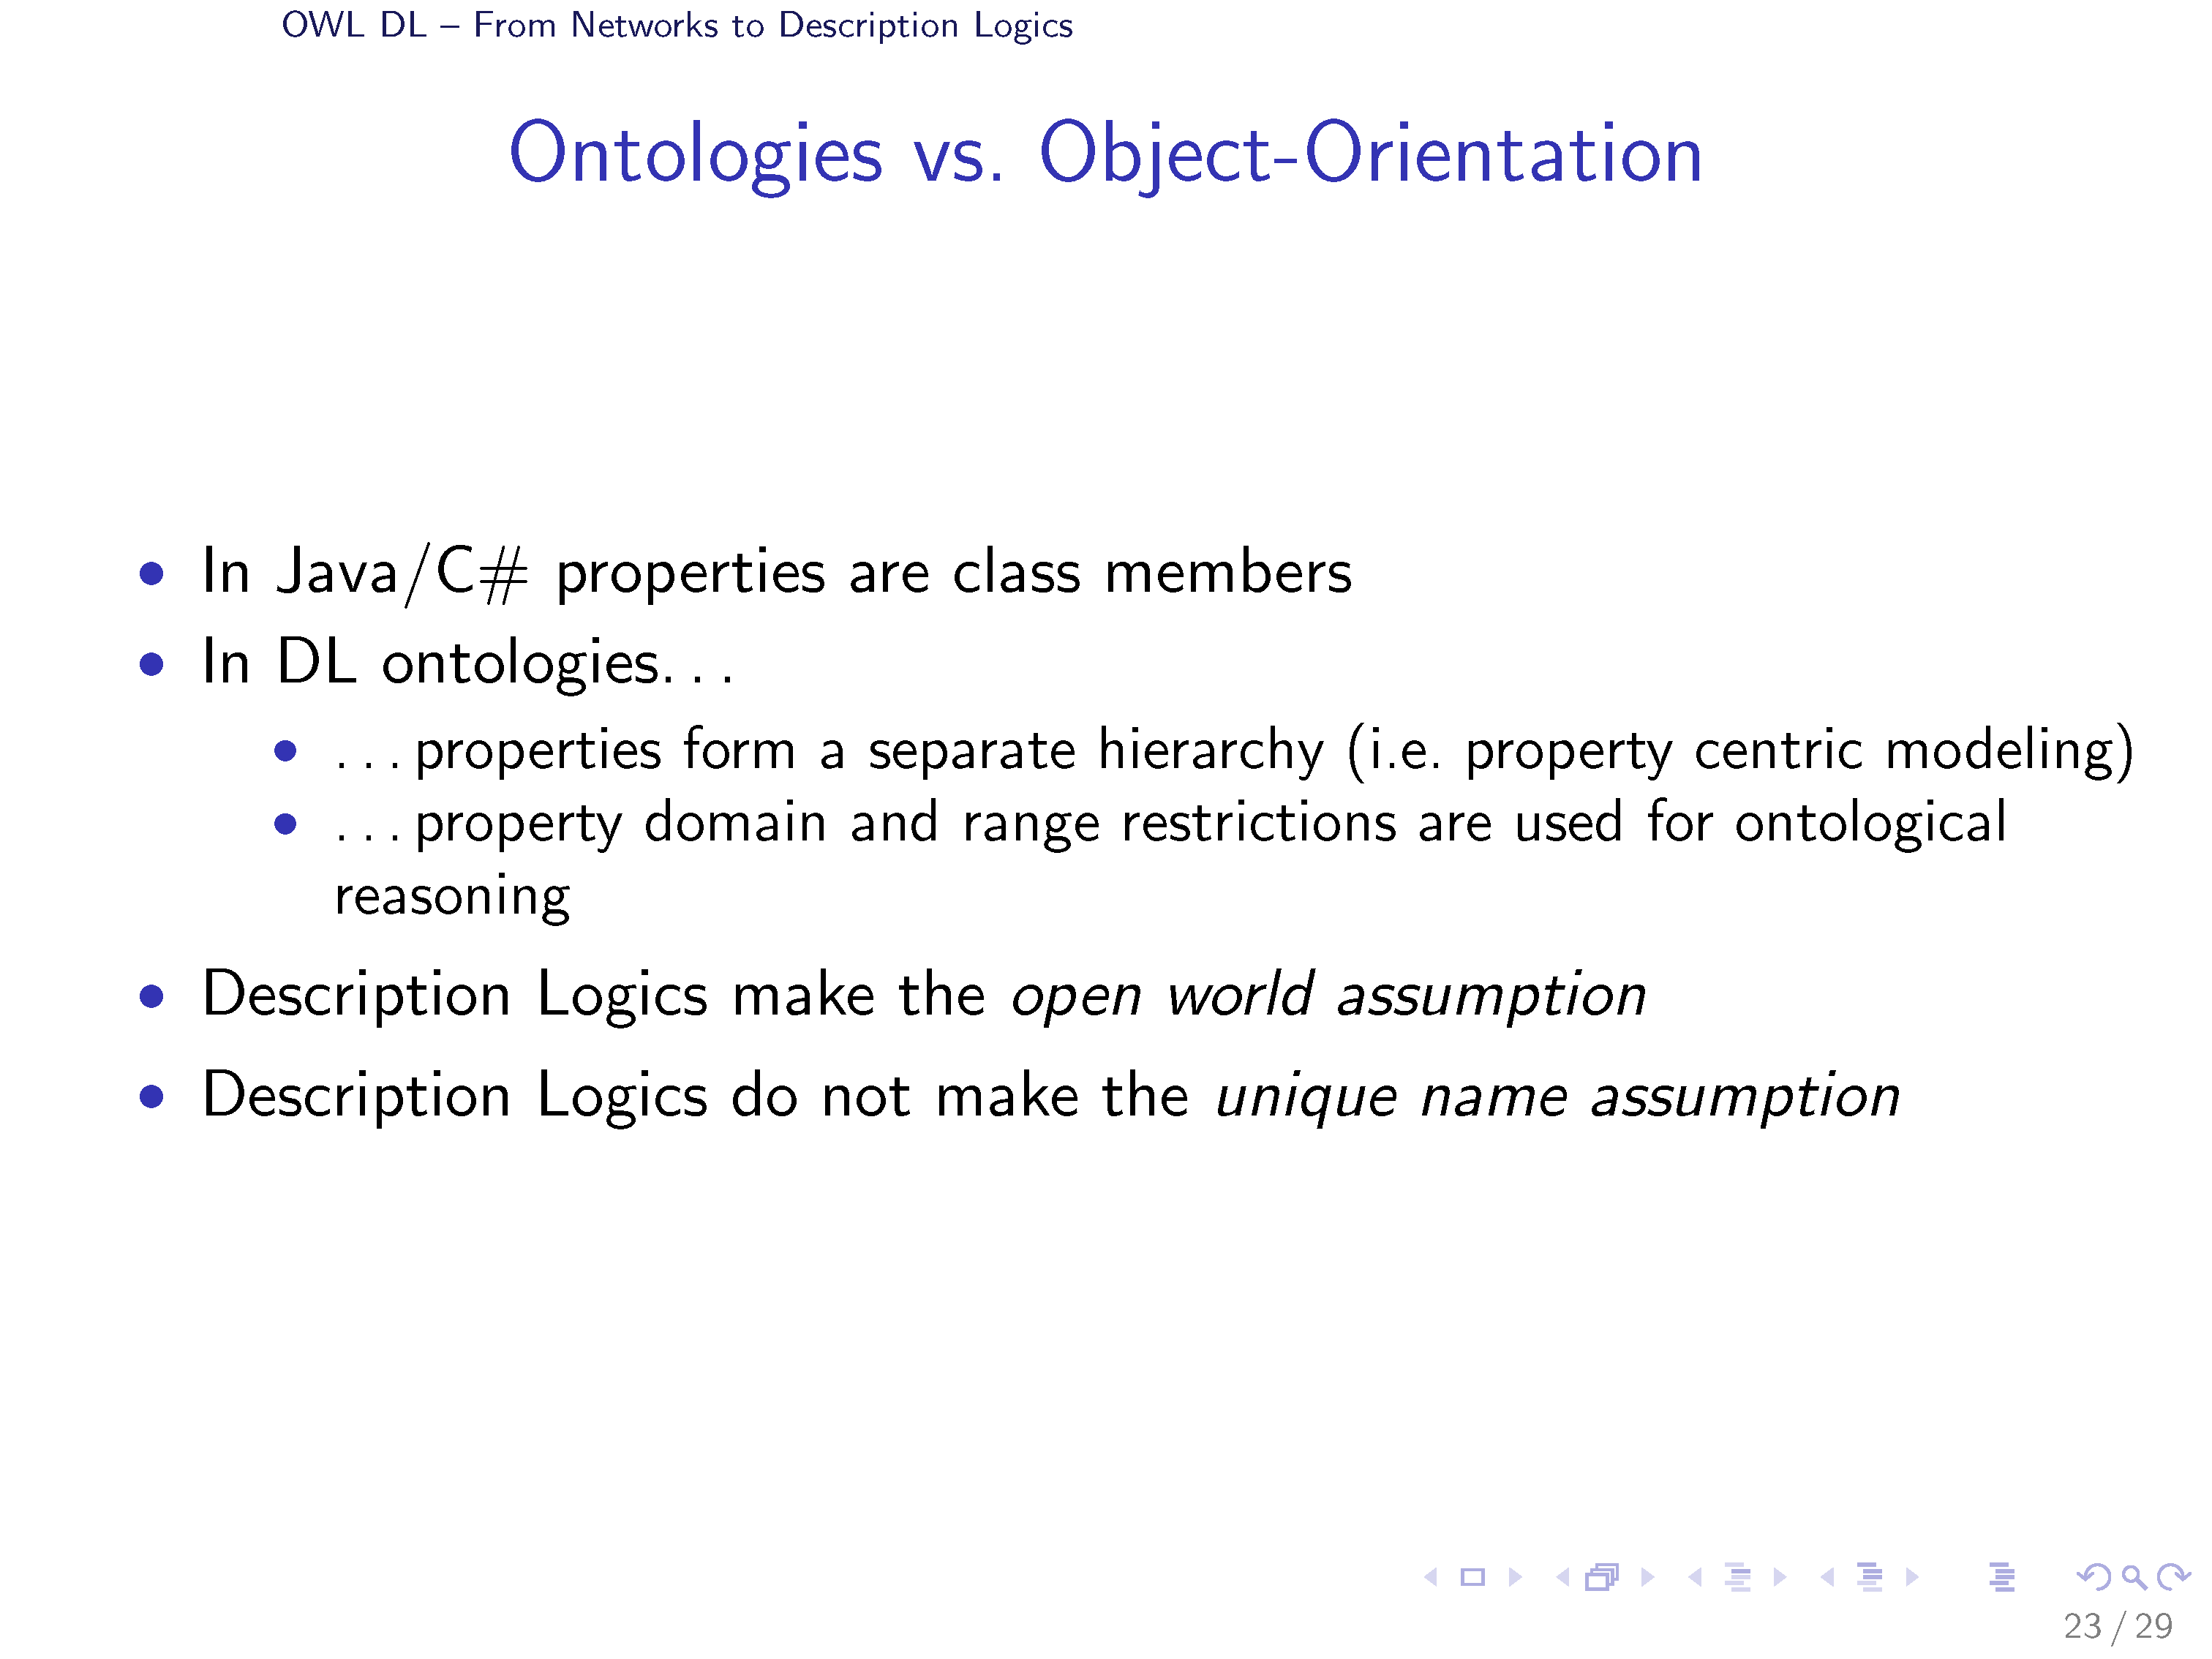 OWL DL – From Networks to Description Logics
Ontologies vs. Object-Orientation
• In Java/C# properties are class members
• In DL ontologies. . .
• . . . properties form a separate hierarchy (i.e. property centric modeling)
• . . . property domain and range restrictions are used for ontological
reasoning
• Description Logics make the open world assumption
• Description Logics do not make the unique name assumption
23 / 29